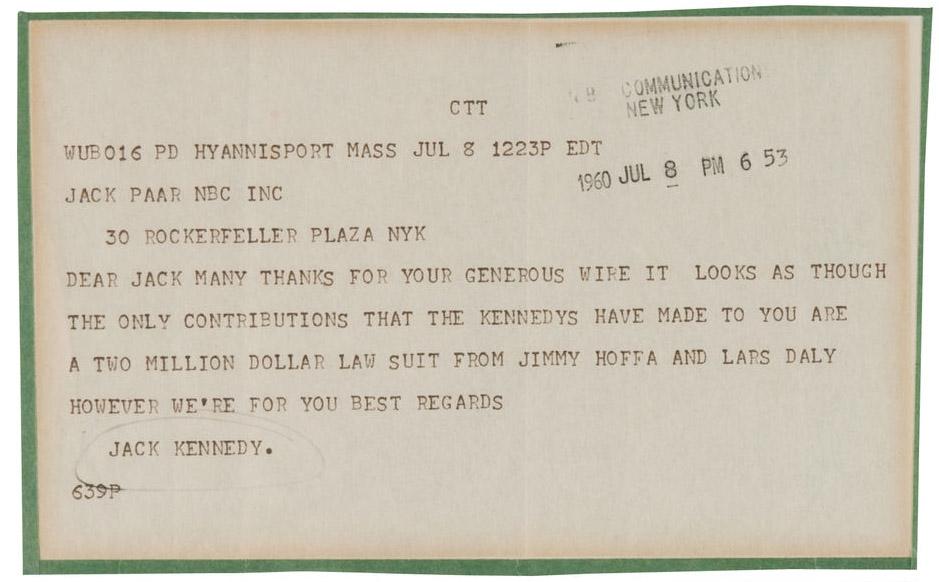 COMMUNICATION
NEW YORK
CTT
WUB016 PD HYANNISPORT MASS JUL 8 1223P EDT
1960 JUL 8 PM 6 53
JACK PAAR NBC INC
30 ROCKERFELLER PLAZA NYK
DEAR JACK MANY THANKS FOR YOUR GENEROUS WIRE IT LOOKS AS THOUGH
THE ONLY CONTRIBUTIONS THAT THE KENNEDYS HAVE MADE TO YOU ARE
A TWO MILLION DOLLAR LAW SUIT FROM JIMMY HOFFA AND LARS DALY
HOWEVER WE'RE FOR YOU BEST REGARDS
JACK KENNEDY.
639P